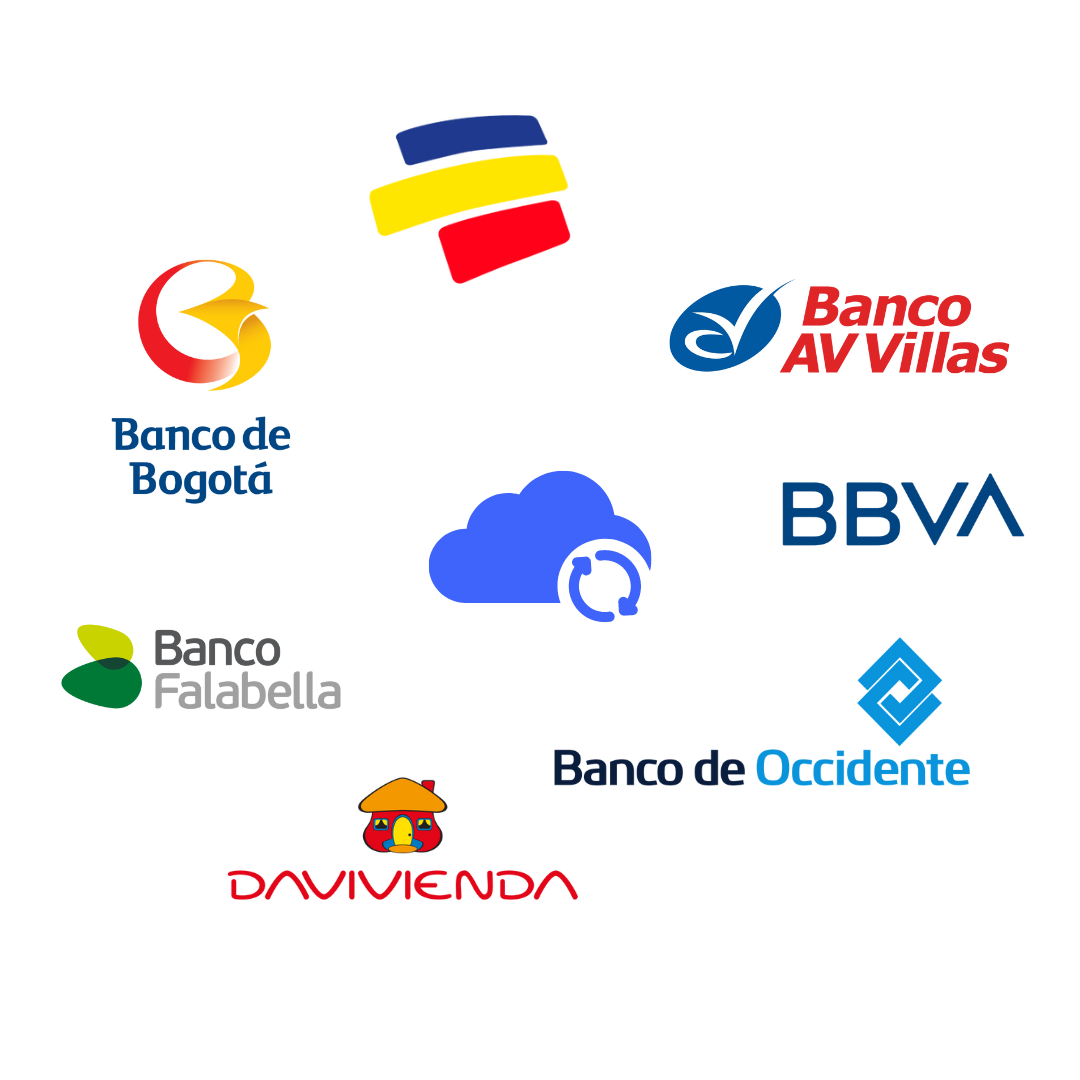 Banco
AV Villas
Banco de
Bogotá
BBVA
Banco
Falabella
Banco de Occidente
DAVIVIENDA